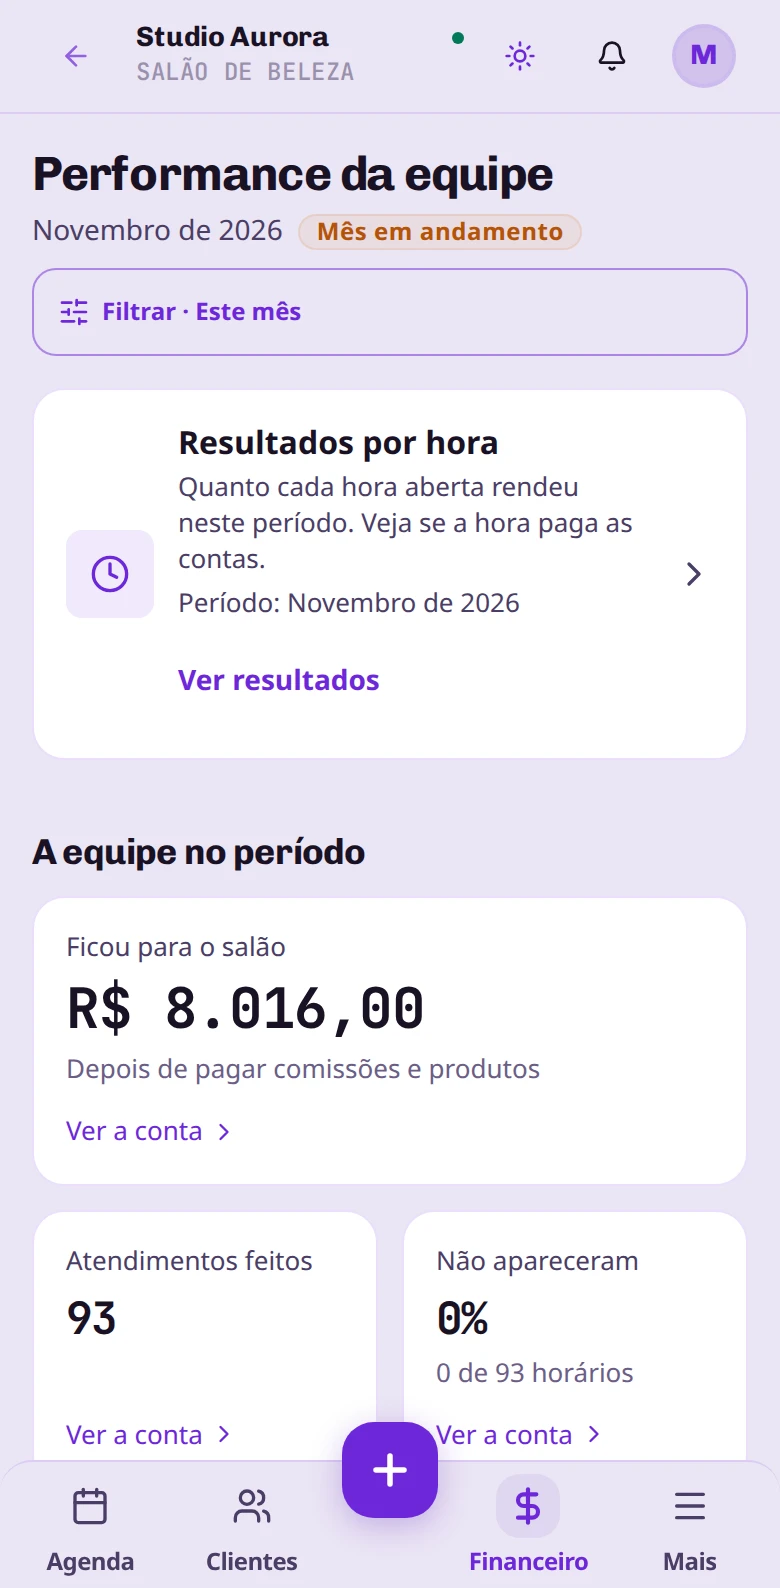 Studio Aurora
SALÃO DE BELEZA
M
Performance da equipe
Novembro de 2026 Mês em andamento
Filtrar · Este mês
Resultados por hora
Quanto cada hora aberta rendeu
neste período. Veja se a hora paga as
contas.
Período: Novembro de 2026
Ver resultados
A equipe no período
Ficou para o salão
R$ 8.016,00
Depois de pagar comissões e produtos
Ver a conta
Atendimentos feitos
93
Ver a conta
Não apareceram
0%
0 de 93 horários
Ver a conta
Agenda
Clientes
Financeiro
Mais